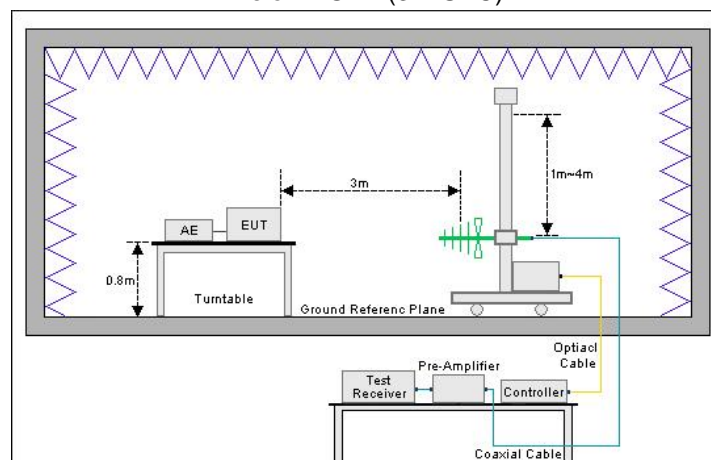 3m
1m~4m
AE
EUT
0.8m
Turntable
Ground Referenc Plane
Optiacl
Cable
Pre-Amplifier
Test
Receiver
Controller
Coaxial Cable